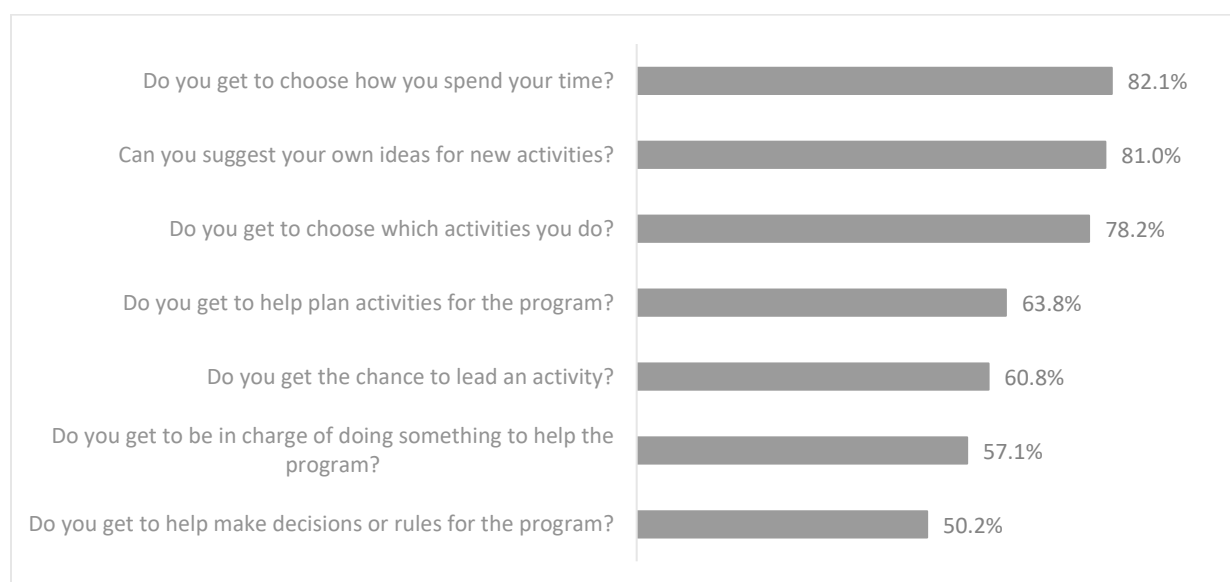 Do you get to choose how you spend your time?
82.1%
Can you suggest your own ideas for new activities?
81.0%
Do you get to choose which activities you do?
78.2%
Do you get to help plan activities for the program?
63.8%
Do you get the chance to lead an activity?
60.8%
Do you get to be in charge of doing something to help the
program?
57.1%
Do you get to help make decisions or rules for the program?
50.2%